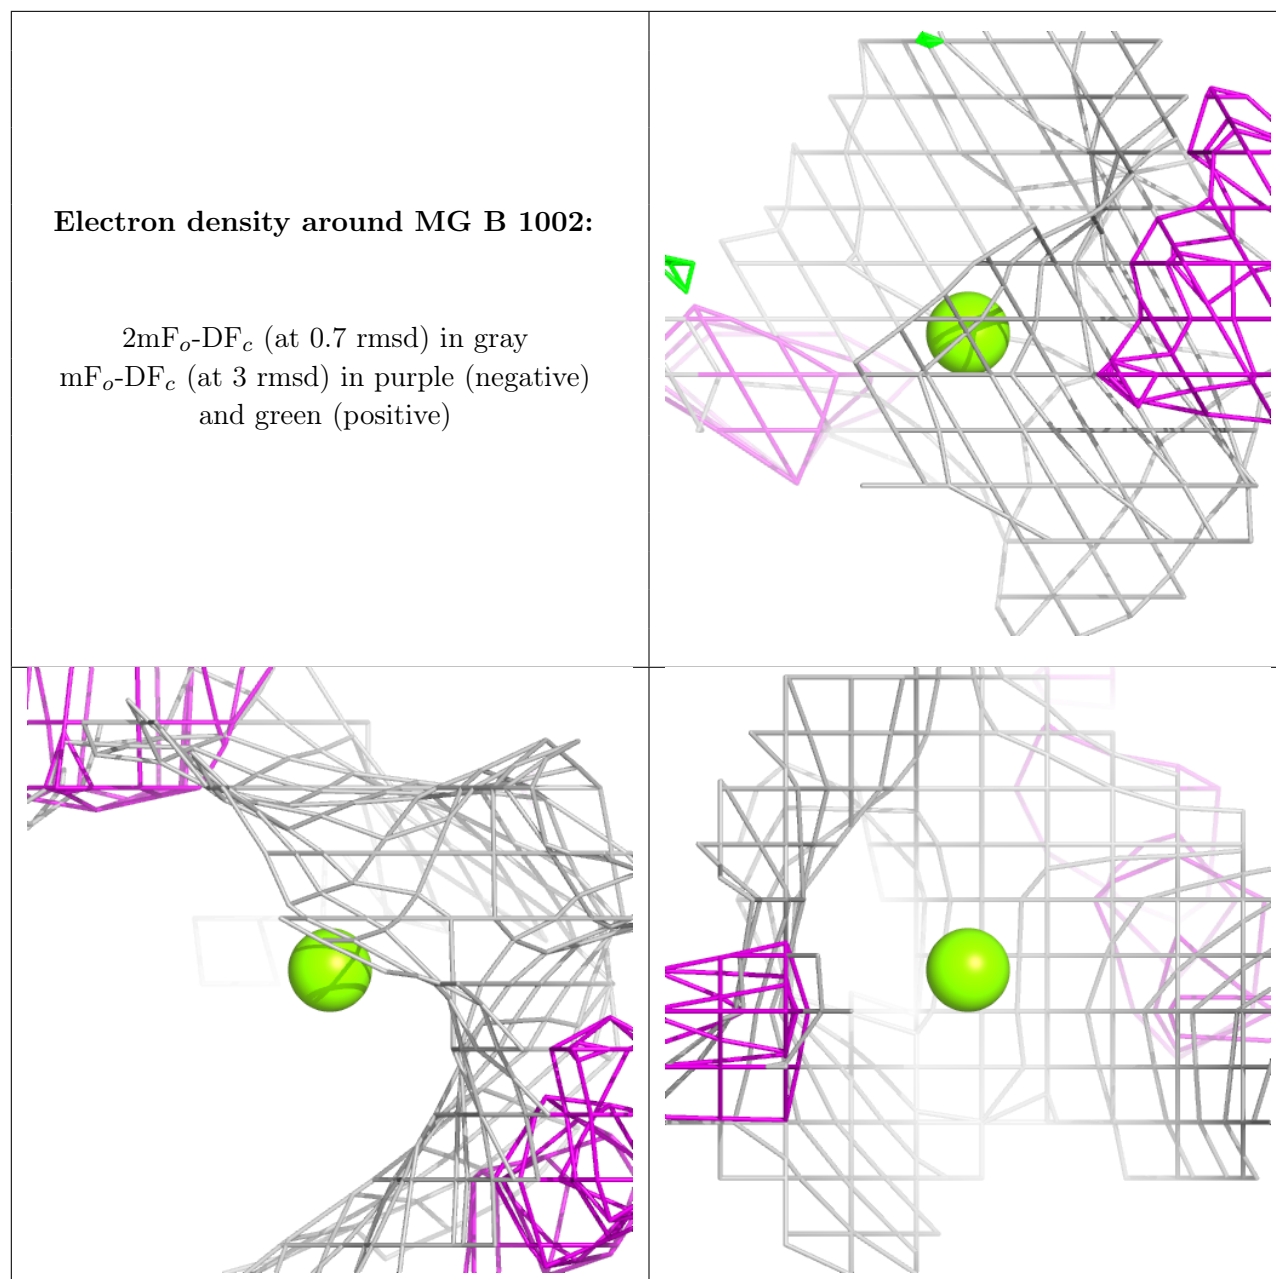 Electron density around MG B 1002:
2mFo-DFc (at 0.7 rmsd) in gray
mFo-DFc (at 3 rmsd) in purple (negative)
and green (positive)